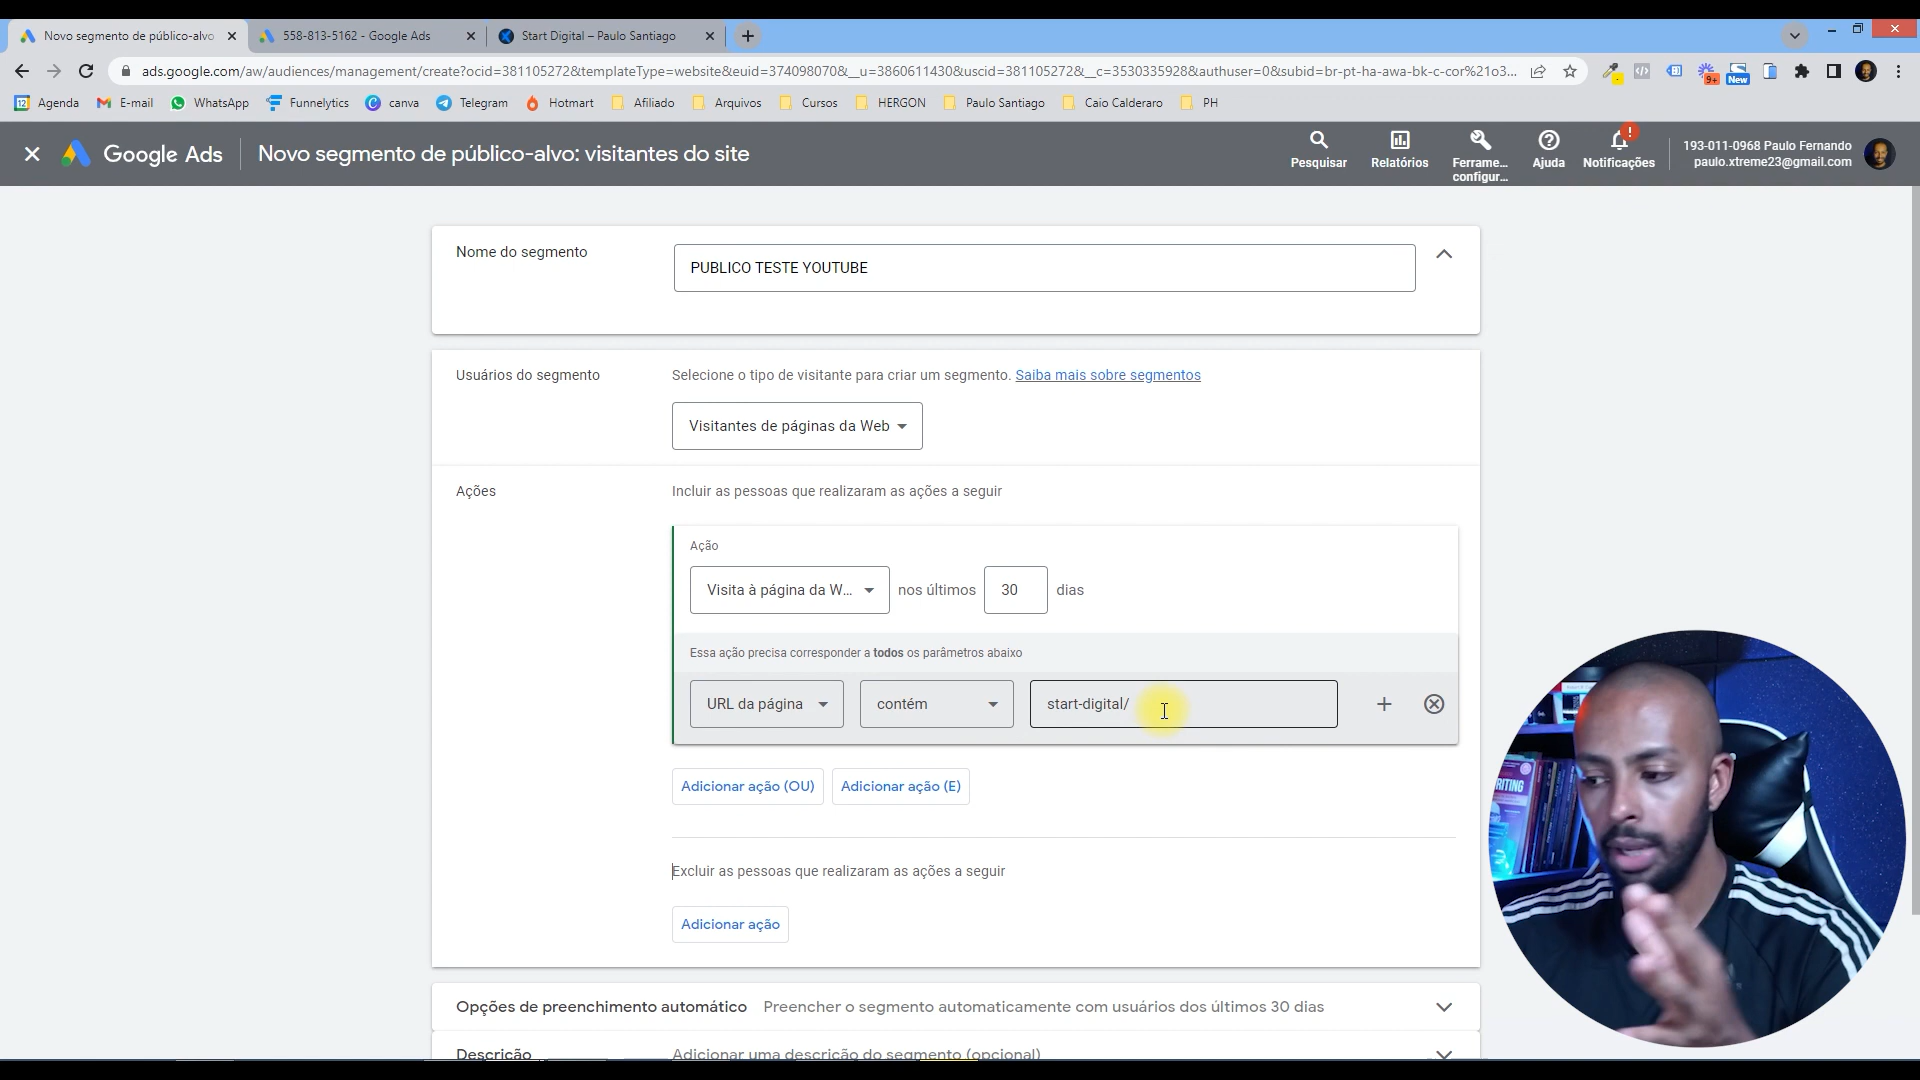 Novo segmento de público-alvo
558-813-5162 - Google Ads
Start Digital – Paulo Santiago
ads.google.com/aw/audiences/management/create?ocid=381105272&templateType=website&euid=374098070&__u=3860611430&uscid=381105272&__c=3530335928&authuser=0&subid=br-pt-ha-awa-bk-c-cor%21o3...
9+
New
12
Agenda
E-mail
WhatsApp
Funnelytics
canva
Telegram
Hotmart
Afiliado
Arquivos
Cursos
HERGON
Paulo Santiago
Caio Calderaro
PH
Google Ads
Novo segmento de público-alvo: visitantes do site
Pesquisar
Relatórios
Ferrame...
configur...
Ajuda
Notificações
193-011-0968 Paulo Fernando
paulo.xtreme23@gmail.com
Nome do segmento
PUBLICO TESTE YOUTUBE
Usuários do segmento
Selecione o tipo de visitante para criar um segmento. Saiba mais sobre segmentos
Visitantes de páginas da Web
Ações
Incluir as pessoas que realizaram as ações a seguir
Ação
Visita à página da W... nos últimos 30 dias
Essa ação precisa corresponder a todos os parâmetros abaixo
URL da página
contém
start-digital/
Adicionar ação (OU)
Adicionar ação (E)
Excluir as pessoas que realizaram as ações a seguir
Adicionar ação
Opções de preenchimento automático
Preencher o segmento automaticamente com usuários dos últimos 30 dias
Descrição
Adicionar uma descrição do segmento (opcional)